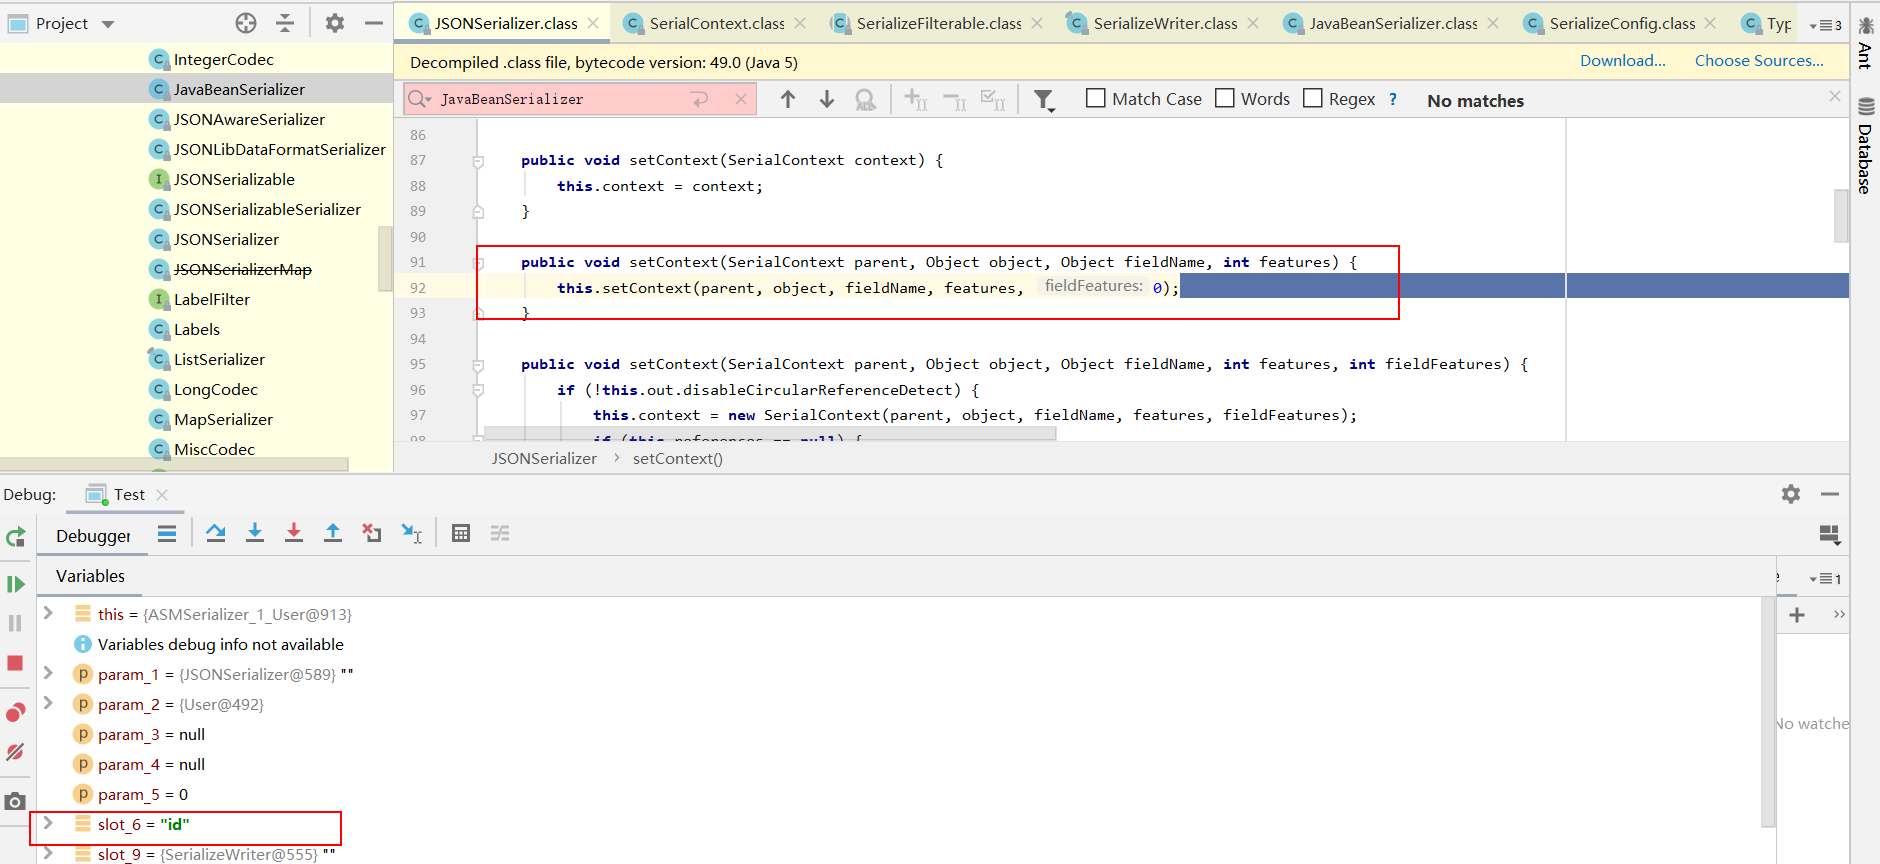 Project
JSONSerializer.class
SerialContext.class
SerializeFilterable.class
SerializeWriter.class
JavaBeanSerializer.class
SerializeConfig.class
Typ
3
IntegerCodec
JavaBeanSerializer
JSONAwareSerializer
JSONLibDataFormatSerializer
JSONSerializable
JSONSerializableSerializer
JSONSerializer
JSONSerializerMap
LabelFilter
Labels
ListSerializer
LongCodec
MapSerializer
MiscCodec
Decompiled .class file, bytecode version: 49.0 (Java 5)
Download...
Choose Sources...
JavaBeanSerializer
Match Case
Words
Regex
?
No matches
86
87 public void setContext(SerialContext context) {
88 this.context = context;
89 }
90
91 public void setContext(SerialContext parent, Object object, Object fieldName, int features) {
92 this.setContext(parent, object, fieldName, features, fieldFeatures: 0);
93 }
94
95 public void setContext(SerialContext parent, Object object, Object fieldName, int features, int fieldFeatures) {
96 if (!this.out.disableCircularReferenceDetect) {
97 this.context = new SerialContext(parent, object, fieldName, features, fieldFeatures);
98 if (this.references == null) {
JSONSerializer › setContext()
Ant
Database
Debug:
Test
Debugger
Variables
1
this = {ASMSerializer_1_User@913}
Variables debug info not available
param_1 = {JSONSerializer@589} ""
param_2 = {User@492}
param_3 = null
param_4 = null
param_5 = 0
slot_6 = "id"
slot_9 = {SerializeWriter@555} ""
No watche